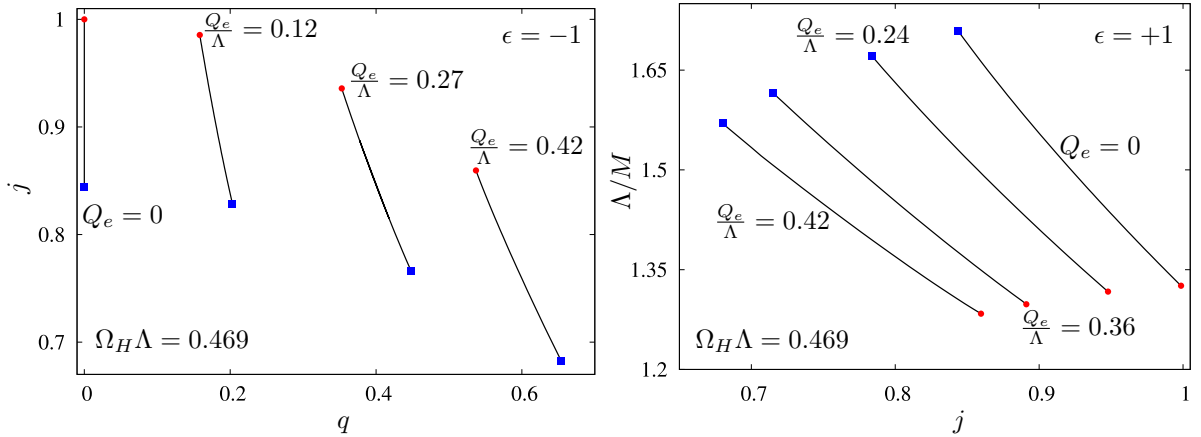 1
Q_e/Λ = 0.12
ϵ = −1
Q_e/Λ = 0.27
0.9
Q_e/Λ = 0.42
j
Q_e = 0
0.8
0.7
Ω_HΛ = 0.469
0 0.2 0.4 0.6
q
Q_e/Λ = 0.24
ϵ = +1
1.65
Q_e = 0
1.5
Λ/M
Q_e/Λ = 0.42
1.35
Q_e/Λ = 0.36
Ω_HΛ = 0.469
1.2
0.7 0.8 0.9 1
j